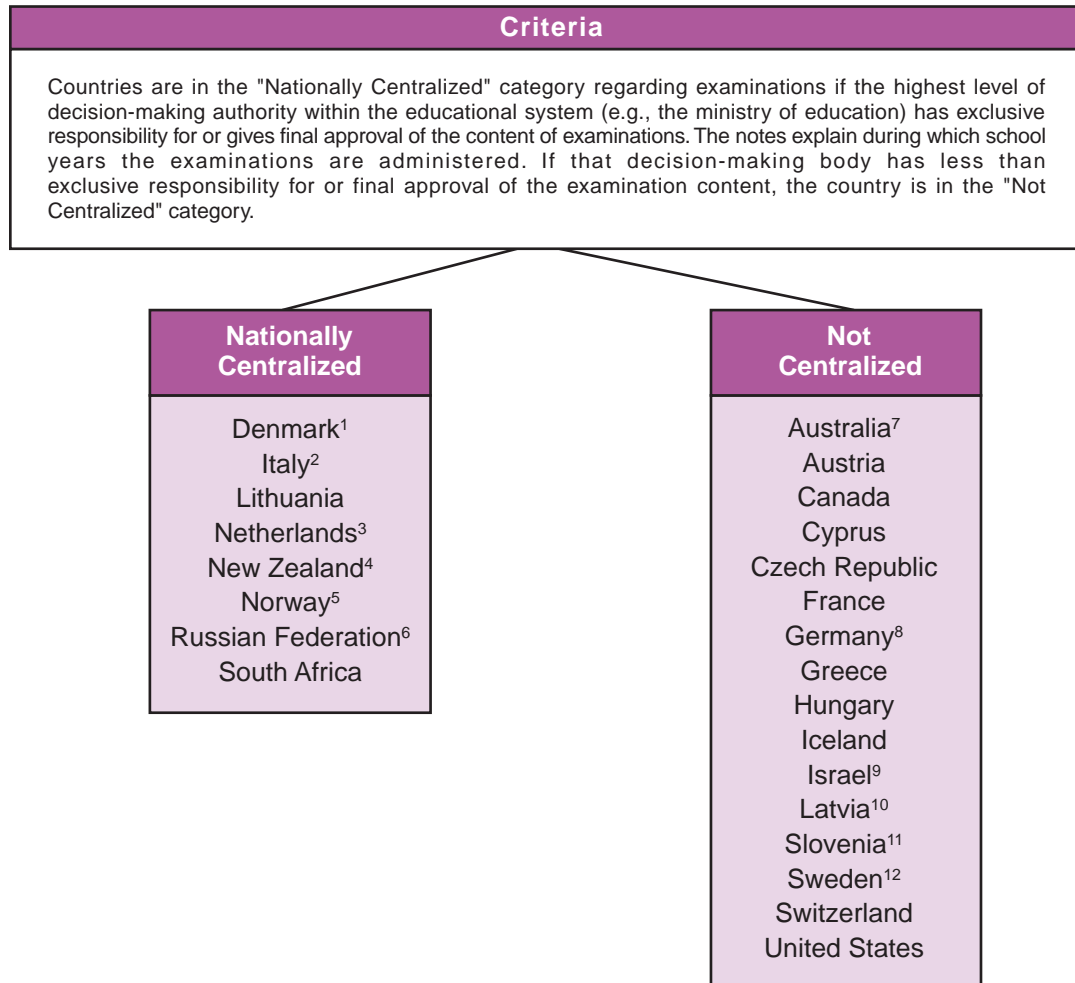 Criteria
Countries are in the "Nationally Centralized" category regarding examinations if the highest level of
decision-making authority within the educational system (e.g., the ministry of education) has exclusive
responsibility for or gives final approval of the content of examinations. The notes explain during which school
years the examinations are administered. If that decision-making body has less than
exclusive responsibility for or final approval of the examination content, the country is in the "Not
Centralized" category.
Nationally
Centralized
Denmark¹
Italy²
Lithuania
Netherlands³
New Zealand⁴
Norway⁵
Russian Federation⁶
South Africa
Not
Centralized
Australia⁷
Austria
Canada
Cyprus
Czech Republic
France
Germany⁸
Greece
Hungary
Iceland
Israel⁹
Latvia¹⁰
Slovenia¹¹
Sweden¹²
Switzerland
United States